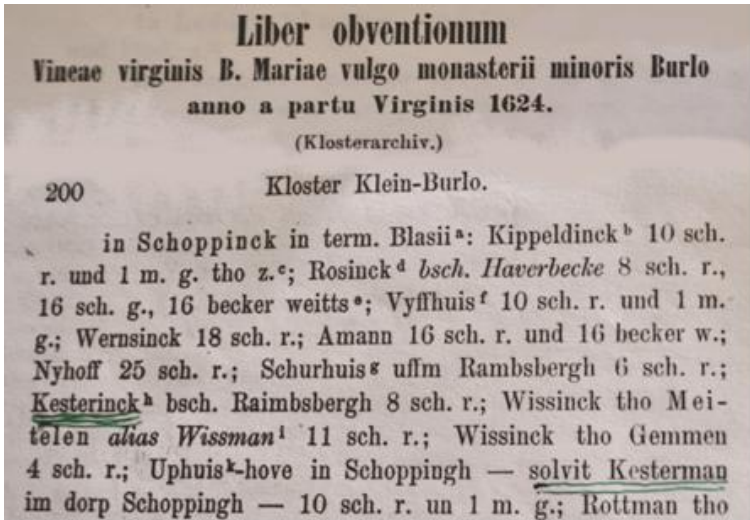 Liber obventionum
Vineae virginis B. Mariae vulgo monasterii minoris Burlo
anno a partu Virginis 1624.
(Klosterarchiv.)
200 Kloster Klein-Burlo.
in Schoppinck in term. Blasii ᵃ: Kippeldinck ᵇ 10 sch.
r. und 1 m. g. tho z. ᶜ; Rosinck ᵈ bsch. Haverbecke 8 sch. r.,
16 sch. g., 16 becker weitts ᵉ; Vyffhuis ᶠ 10 sch. r. und 1 m.
g.; Wernsinck 18 sch. r.; Amann 16 sch. r. und 16 becker w.;
Nyhoff 25 sch. r.; Schurhuis ᵍ uffm Rambsbergh 6 sch. r.;
Kesterinck ʰ bsch. Raimbsbergh 8 sch. r.; Wissinck tho Mei-
telen alias Wissman ⁱ 11 sch. r.; Wissinck tho Gemmen
4 sch. r.; Uphuis ᵏ-hove in Schoppingh — solvit Kesterman
im dorp Schoppingh — 10 sch. r. un 1 m. g.; Rottman tho